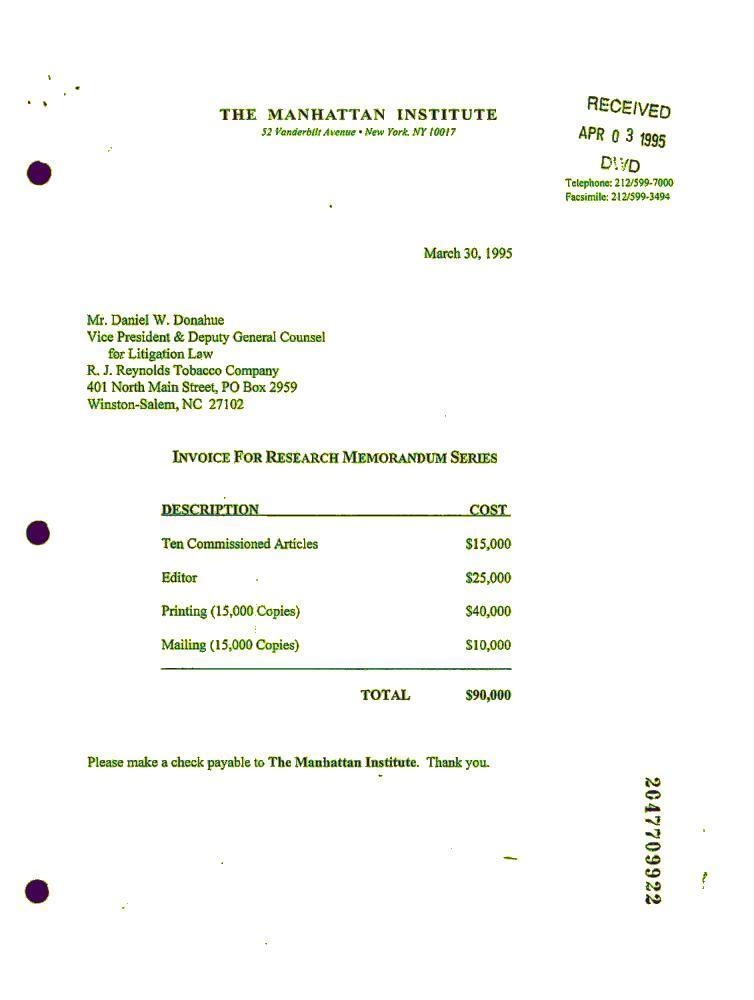 THE MANHATTAN INSTITUTE
52 Vanderbilt Avenue • New York, NY 10017
RECEIVED
APR 03 1995
DWD
Telephone: 212/599-7000
Facsimile: 212/599-3494
March 30, 1995
Mr. Daniel W. Donahue
Vice President & Deputy General Counsel
for Litigation Law
R. J. Reynolds Tobacco Company
401 North Main Street, PO Box 2959
Winston-Salem, NC 27102
INVOICE FOR RESEARCH MEMORANDUM SERIES
DESCRIPTION COST
Ten Commissioned Articles $15,000
Editor $25,000
Printing (15,000 Copies) $40,000
Mailing (15,000 Copies) $10,000
TOTAL $90,000
Please make a check payable to The Manhattan Institute. Thank you.
2047709922